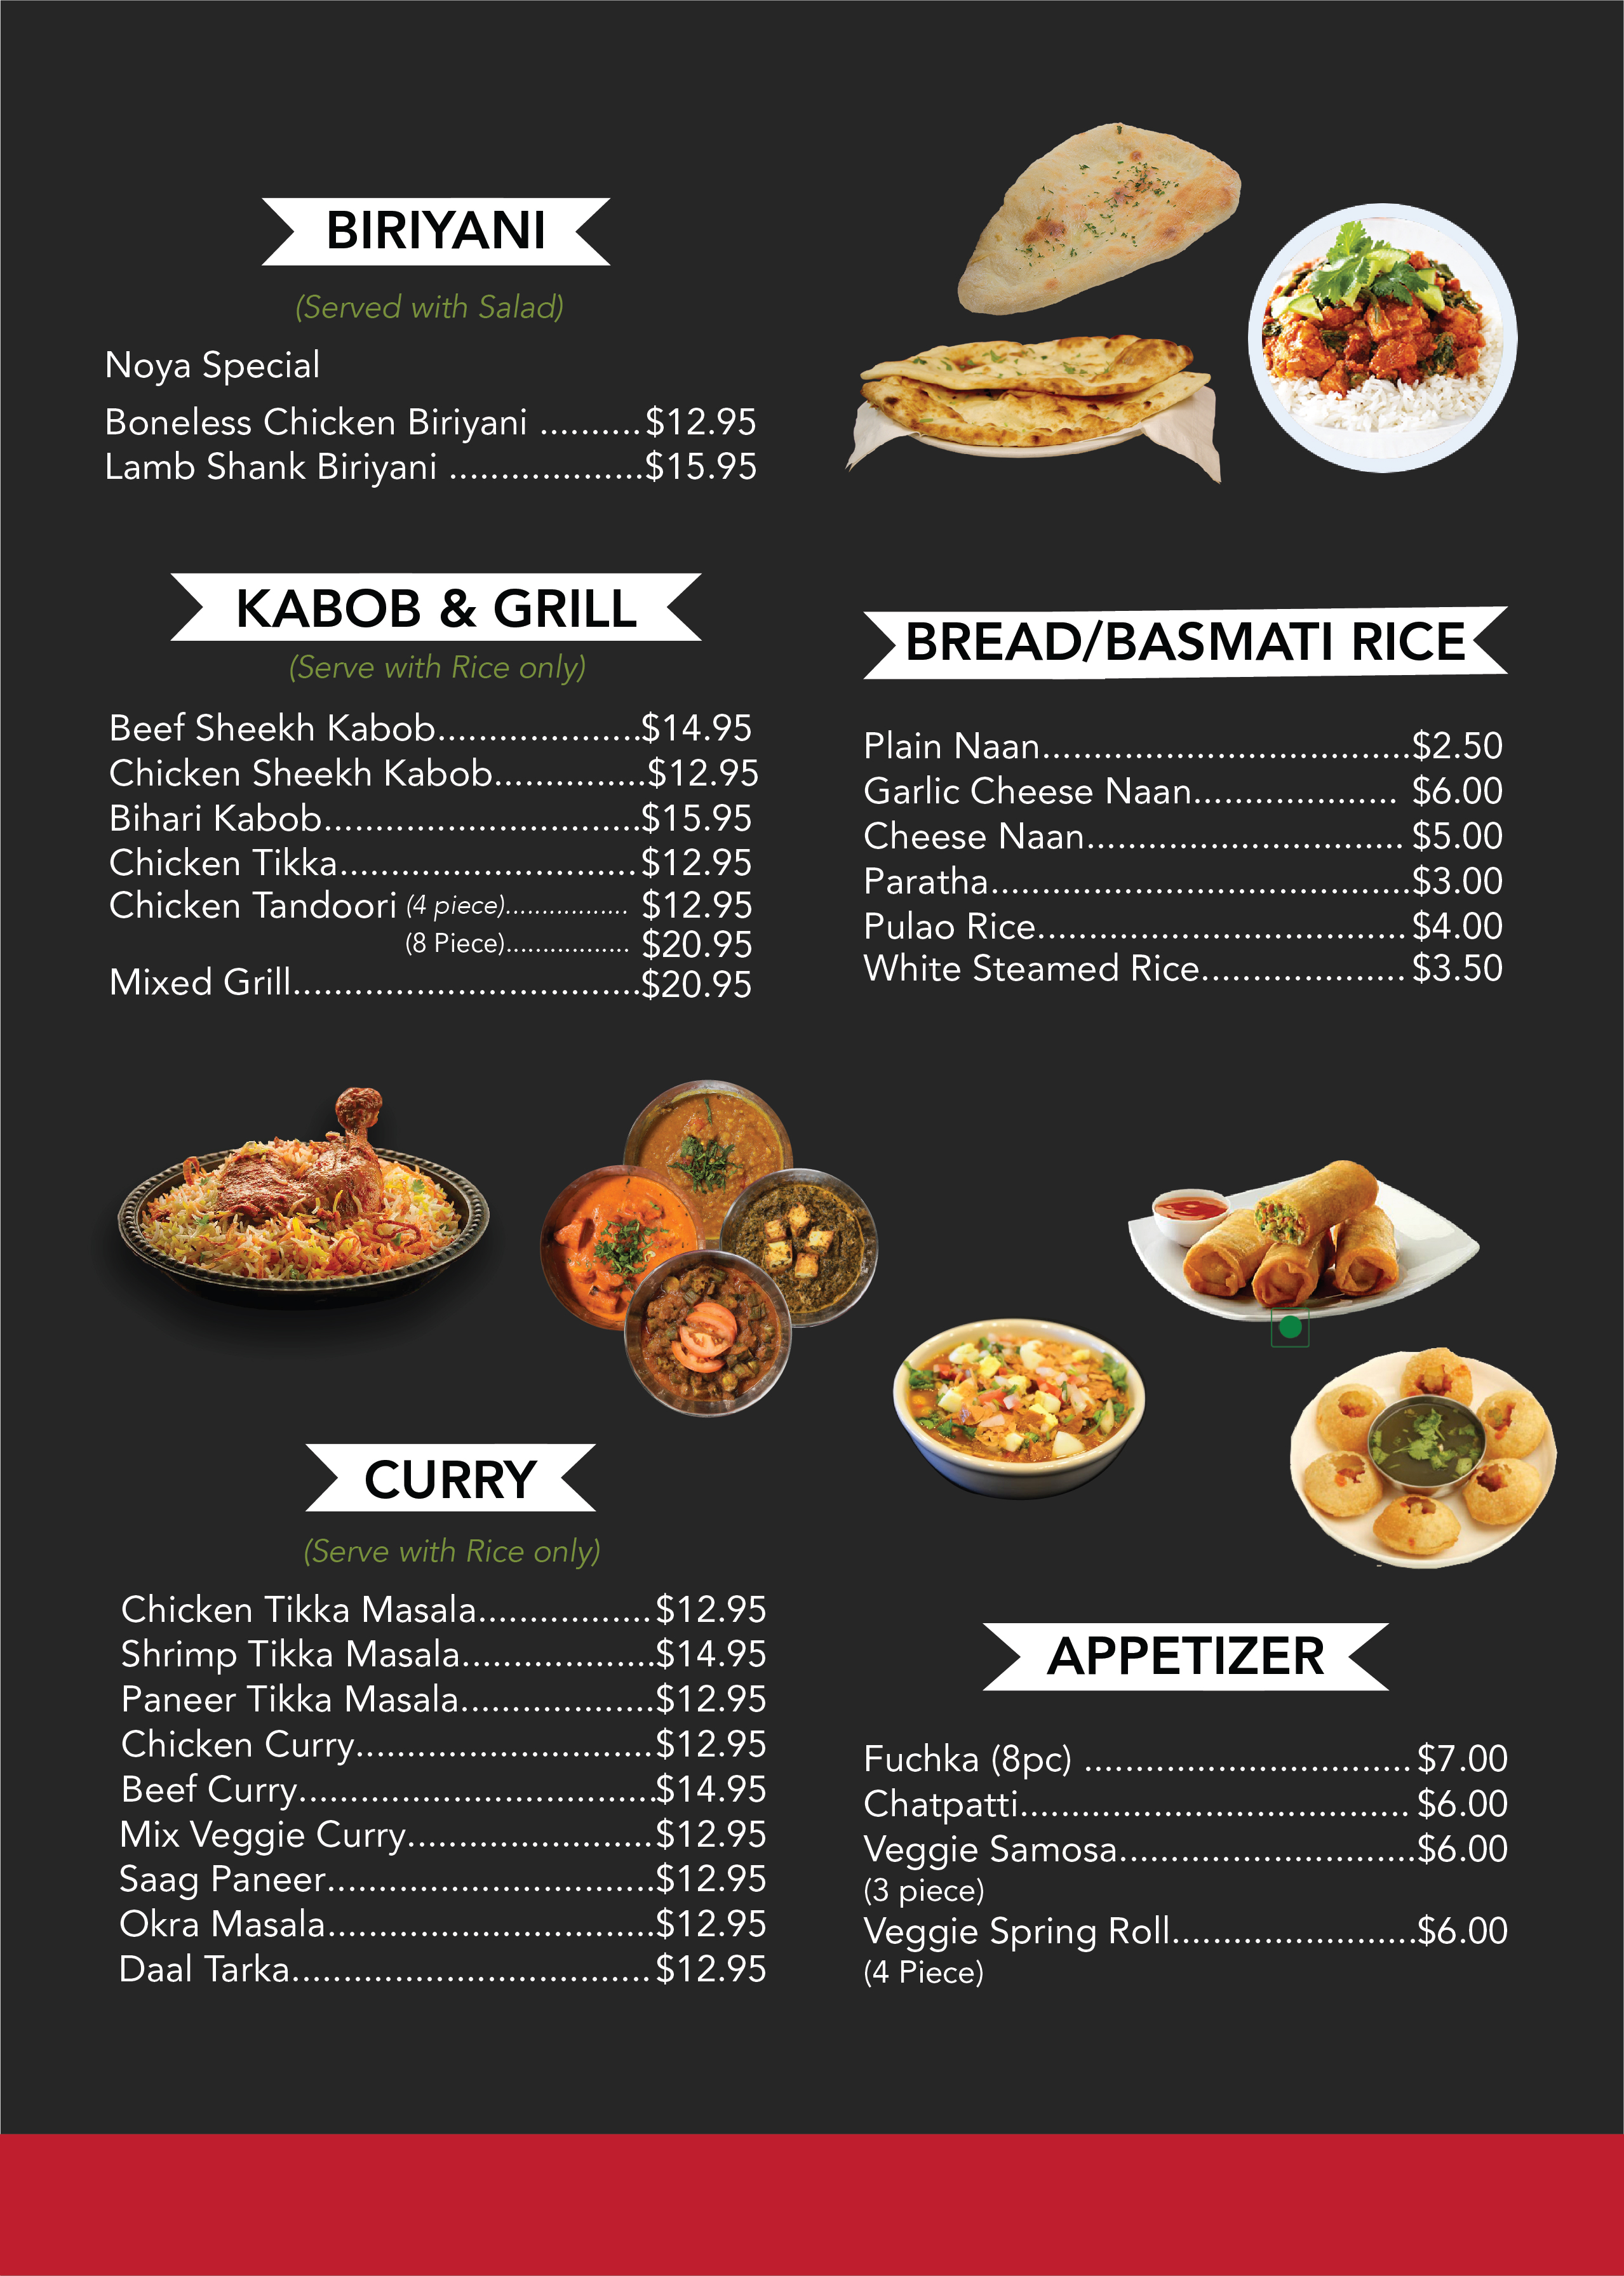 BIRIYANI
(Served with Salad)
Noya Special
Boneless Chicken Biriyani ..........$12.95
Lamb Shank Biriyani ...................$15.95
KABOB & GRILL
(Serve with Rice only)
Beef Sheekh Kabob....................$14.95
Chicken Sheekh Kabob...............$12.95
Bihari Kabob...............................$15.95
Chicken Tikka.............................$12.95
Chicken Tandoori (4 piece)................. $12.95
(8 Piece)................. $20.95
Mixed Grill..................................$20.95
BREAD/BASMATI RICE
Plain Naan....................................$2.50
Garlic Cheese Naan.................... $6.00
Cheese Naan............................... $5.00
Paratha.........................................$3.00
Pulao Rice....................................$4.00
White Steamed Rice....................$3.50
CURRY
(Serve with Rice only)
Chicken Tikka Masala.................$12.95
Shrimp Tikka Masala...................$14.95
Paneer Tikka Masala...................$12.95
Chicken Curry.............................$12.95
Beef Curry...................................$14.95
Mix Veggie Curry........................$12.95
Saag Paneer................................$12.95
Okra Masala................................$12.95
Daal Tarka...................................$12.95
APPETIZER
Fuchka (8pc) ................................$7.00
Chatpatti...................................... $6.00
Veggie Samosa.............................$6.00
(3 piece)
Veggie Spring Roll........................$6.00
(4 Piece)